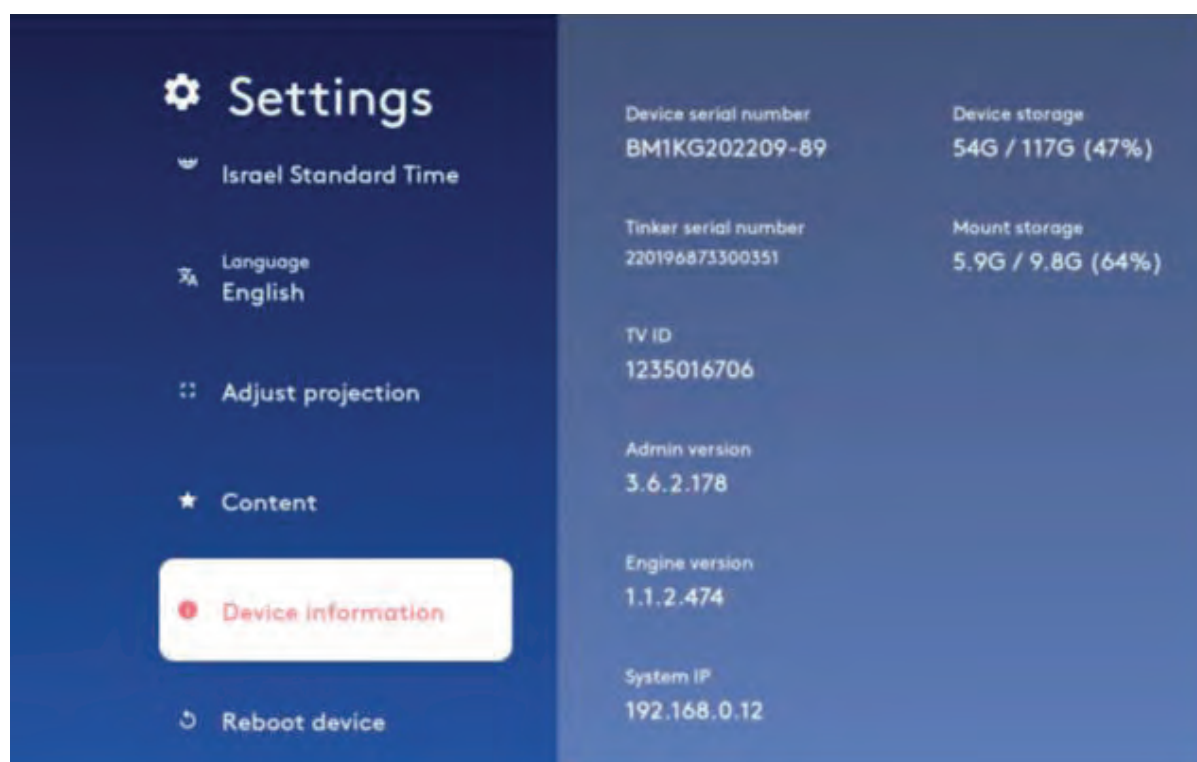 Settings
Israel Standard Time
Language
English
Adjust projection
Content
Device information
Reboot device
Device serial number
BM1KG202209-89
Tinker serial number
220196873300351
TV ID
1235016706
Admin version
3.6.2.178
Engine version
1.1.2.474
System IP
192.168.0.12
Device storage
54G / 117G (47%)
Mount storage
5.9G / 9.8G (64%)